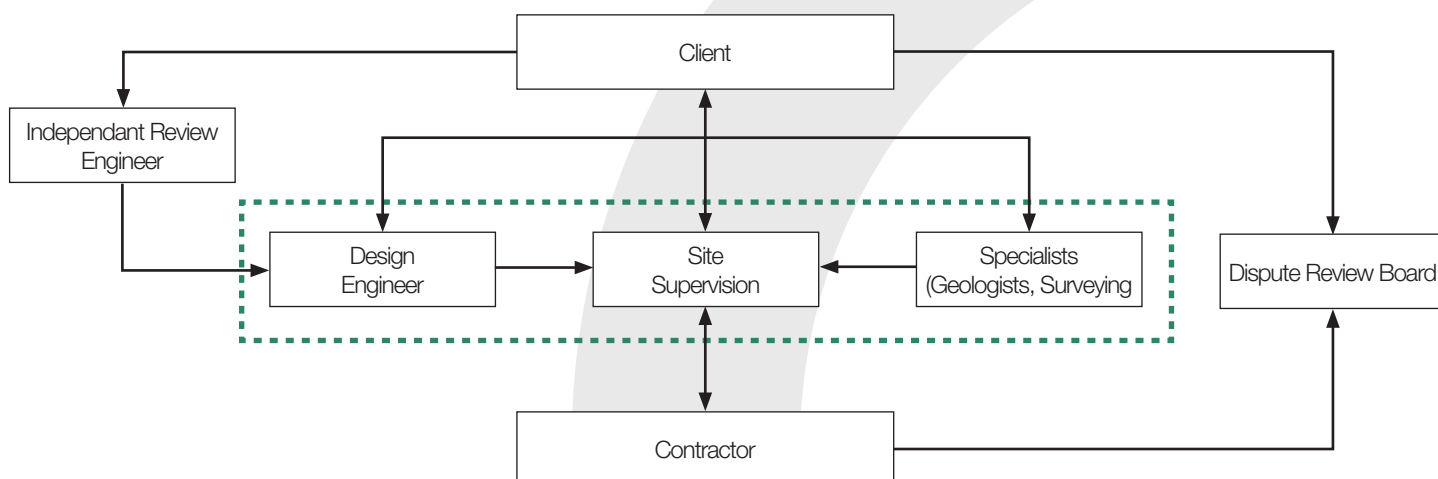 Client
Independant Review
Engineer
Design
Engineer
Site
Supervision
Specialists
(Geologists, Surveying
Dispute Review Board
Contractor